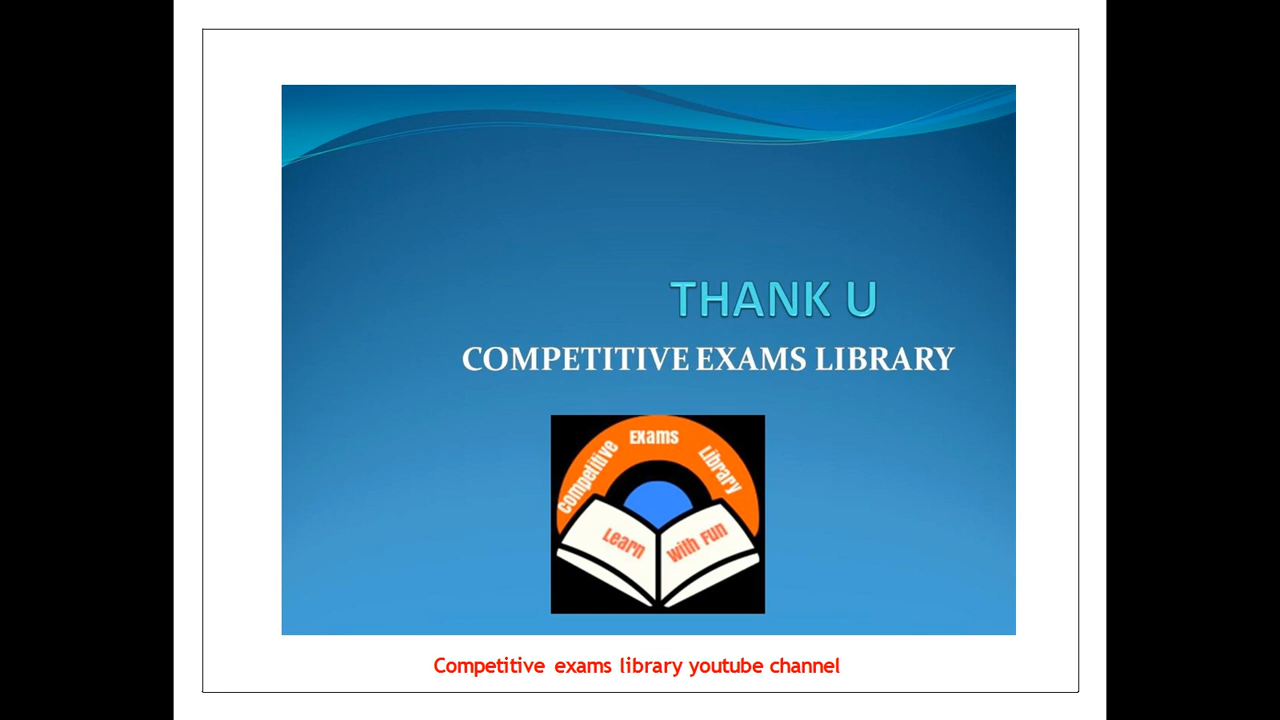 THANK U
COMPETITIVE EXAMS LIBRARY
Competitive Exams Library
Learn With Fun
Competitive exams library youtube channel